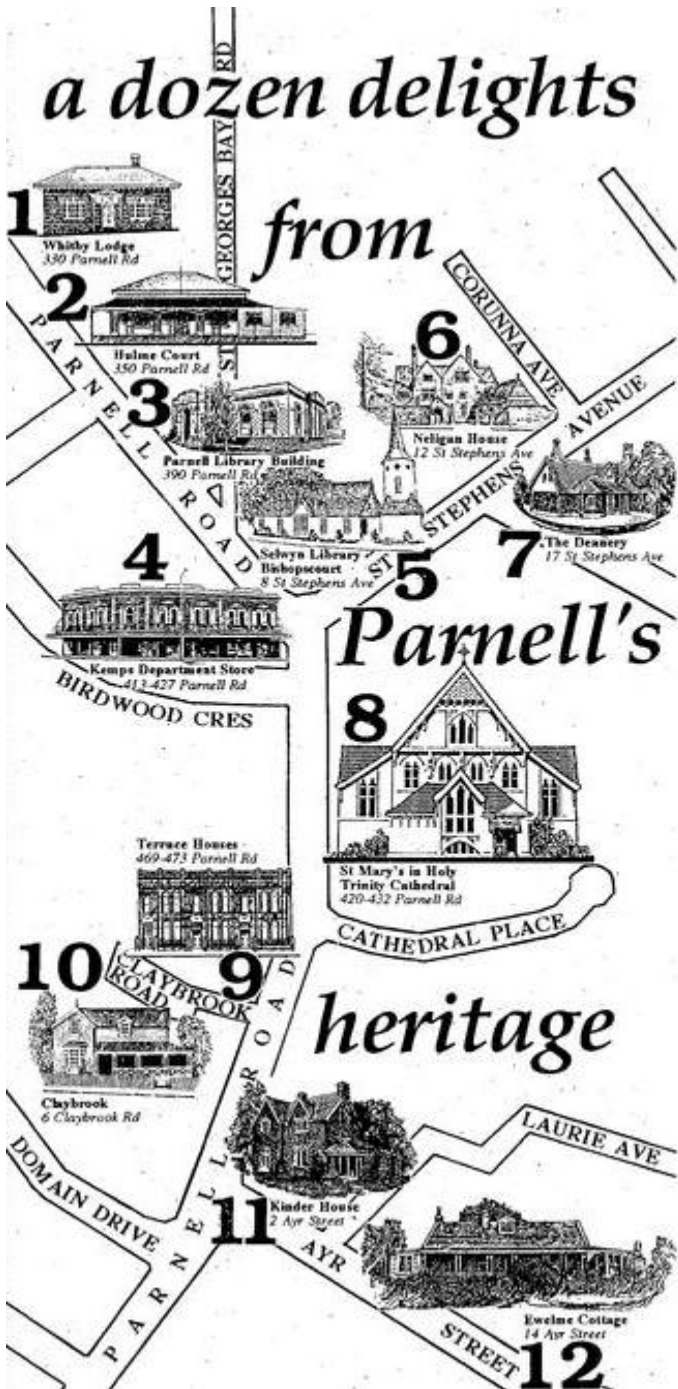 a dozen delights
from
Parnell's
heritage
ST GEORGES BAY RD
1
Whitby Lodge
330 Parnell Rd
2
Hulme Court
350 Parnell Rd
PARNELL ROAD
3
Parnell Library Building
390 Parnell Rd
CORUNNA AVE
6
Neligan House
12 St Stephens Ave
ST STEPHENS AVENUE
Selwyn Library
Bishopscourt
8 St Stephens Ave
5
7
The Deanery
17 St Stephens Ave
4
Kemps Department Store
413-427 Parnell Rd
BIRDWOOD CRES
8
St Mary's in Holy
Trinity Cathedral
420-432 Parnell Rd
CATHEDRAL PLACE
Terrace Houses
469-473 Parnell Rd
9
10
CLAYBROOK
ROAD
Claybrook
6 Claybrook Rd
PARNELL ROAD
DOMAIN DRIVE
11
Kinder House
2 Ayr Street
LAURIE AVE
AYR STREET
Ewelme Cottage
14 Ayr Street
12